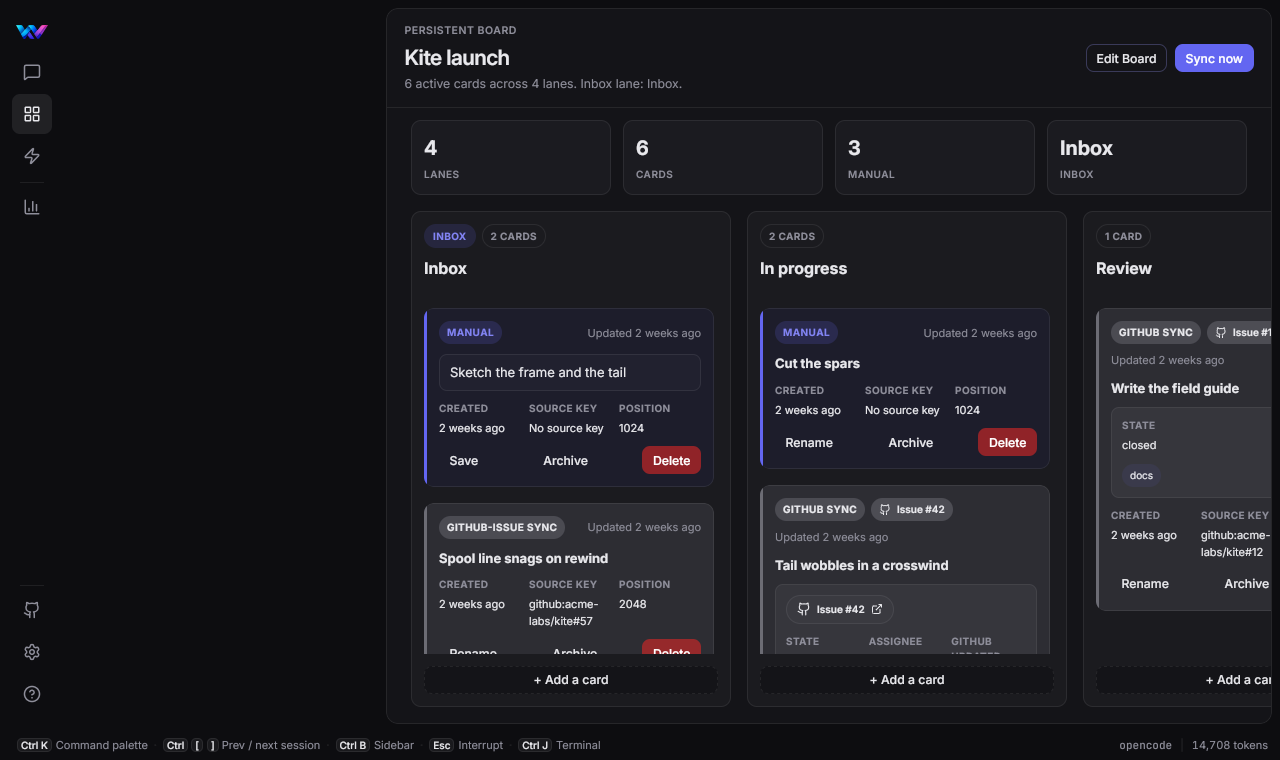 PERSISTENT BOARD
Kite launch
6 active cards across 4 lanes. Inbox lane: Inbox.
Edit Board
Sync now
4
LANES
6
CARDS
3
MANUAL
Inbox
INBOX
INBOX
2 CARDS
Inbox
MANUAL
Updated 2 weeks ago
Sketch the frame and the tail
CREATED SOURCE KEY POSITION
2 weeks ago No source key 1024
Save Archive Delete
GITHUB-ISSUE SYNC
Updated 2 weeks ago
Spool line snags on rewind
CREATED SOURCE KEY POSITION
2 weeks ago github:acme- 2048
labs/kite#57
Rename Archive Delete
+ Add a card
2 CARDS
In progress
MANUAL
Updated 2 weeks ago
Cut the spars
CREATED SOURCE KEY POSITION
2 weeks ago No source key 1024
Rename Archive Delete
GITHUB SYNC
Issue #42
Updated 2 weeks ago
Tail wobbles in a crosswind
Issue #42
STATE ASSIGNEE GITHUB
UPDATED
+ Add a card
1 CARD
Review
GITHUB SYNC
Issue #1
Updated 2 weeks ago
Write the field guide
STATE
closed
docs
CREATED SOURCE KEY
2 weeks ago github:acme-
labs/kite#12
Rename Archive
+ Add a car
Ctrl K Command palette · Ctrl [ ] Prev / next session · Ctrl B Sidebar · Esc Interrupt · Ctrl J Terminal
opencode 14,708 tokens